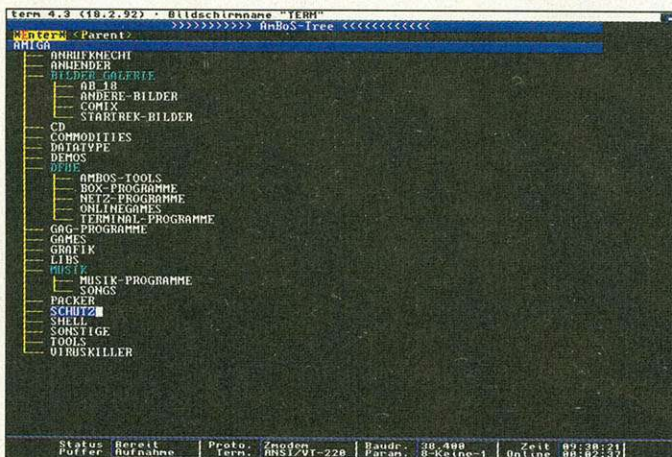 term 4.3 (18.2.92) · Bildschirmname "TERM"
>>>>>>>>>>> AmBoS-Tree <<<<<<<<<<<<
<Parent>
AMIGA
ANRUFKNECHT
ANWENDER
BILDER_GALERIE
AB_18
ANDERE-BILDER
COMIX
STARTREK-BILDER
CD
COMMODITIES
DATATYPE
DEMOS
DFUE
AMBOS-TOOLS
BOX-PROGRAMME
NETZ-PROGRAMME
ONLINEGAMES
TERMINAL-PROGRAMME
GAG-PROGRAMME
GAMES
GRAFIK
LIBS
MUSIK
MUSIK-PROGRAMME
SONGS
PACKER
SCHUTZ
SHELL
SONSTIGE
TOOLS
VIRUSKILLER
Status Bereit Proto. Zmodem Baudr. 38.400 Zeit 09:30:21
Puffer Aufnahme Term. ANSI/VT-220 Param. 8-Keine-1 Online 00:02:37